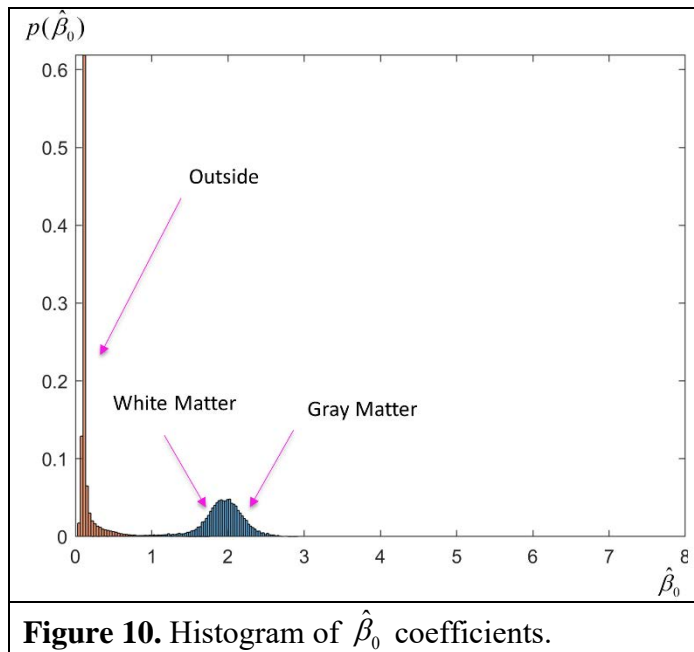 p(β̂₀)
0.6
0.5
0.4
0.3
0.2
0.1
0
Outside
White Matter
Gray Matter
0 1 2 3 4 5 6 7 8
β̂₀
Figure 10. Histogram of β̂₀ coefficients.